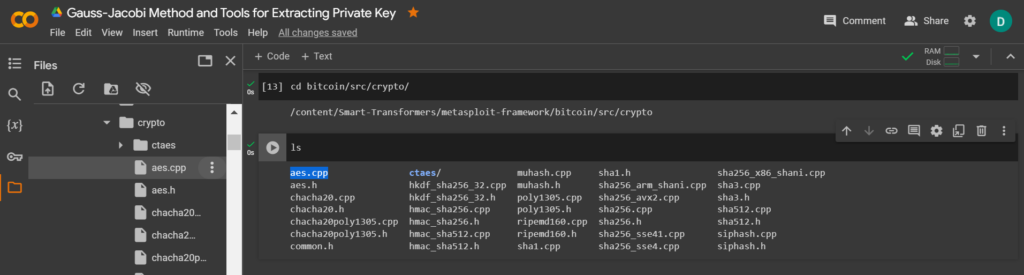 CO Gauss-Jacobi Method and Tools for Extracting Private Key
File Edit View Insert Runtime Tools Help All changes saved
Comment Share D
Files
{x}
crypto
ctaes
aes.cpp
aes.h
chacha20...
chacha2...
chacha20p...
+ Code + Text
RAM
Disk
[13] cd bitcoin/src/crypto/
0s
/content/Smart-Transformers/metasploit-framework/bitcoin/src/crypto
ls
0s
aes.cpp ctaes/ muhash.cpp sha1.h sha256_x86_shani.cpp
aes.h hkdf_sha256_32.cpp muhash.h sha256_arm_shani.cpp sha3.cpp
chacha20.cpp hkdf_sha256_32.h poly1305.cpp sha256_avx2.cpp sha3.h
chacha20.h hmac_sha256.cpp poly1305.h sha256.cpp sha512.cpp
chacha20poly1305.cpp hmac_sha256.h ripemd160.cpp sha256.h sha512.h
chacha20poly1305.h hmac_sha512.cpp ripemd160.h sha256_sse41.cpp siphash.cpp
common.h hmac_sha512.h sha1.cpp sha256_sse4.cpp siphash.h